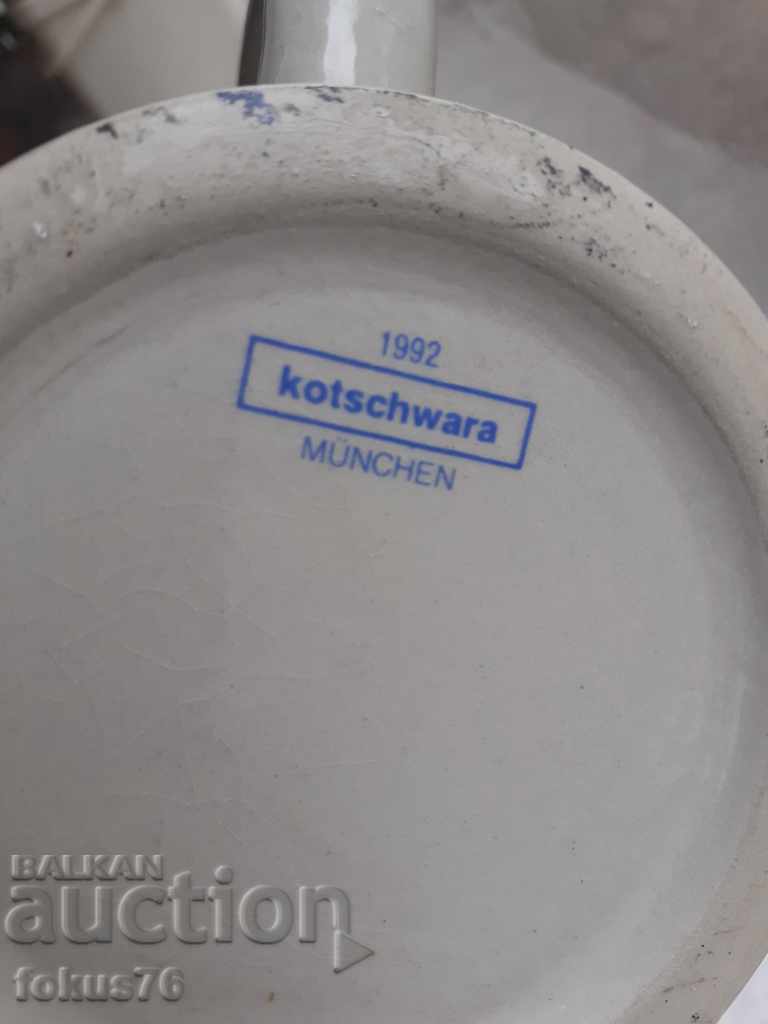 1992
kotschwara
MÜNCHEN
BALKAN
auction
fokus76